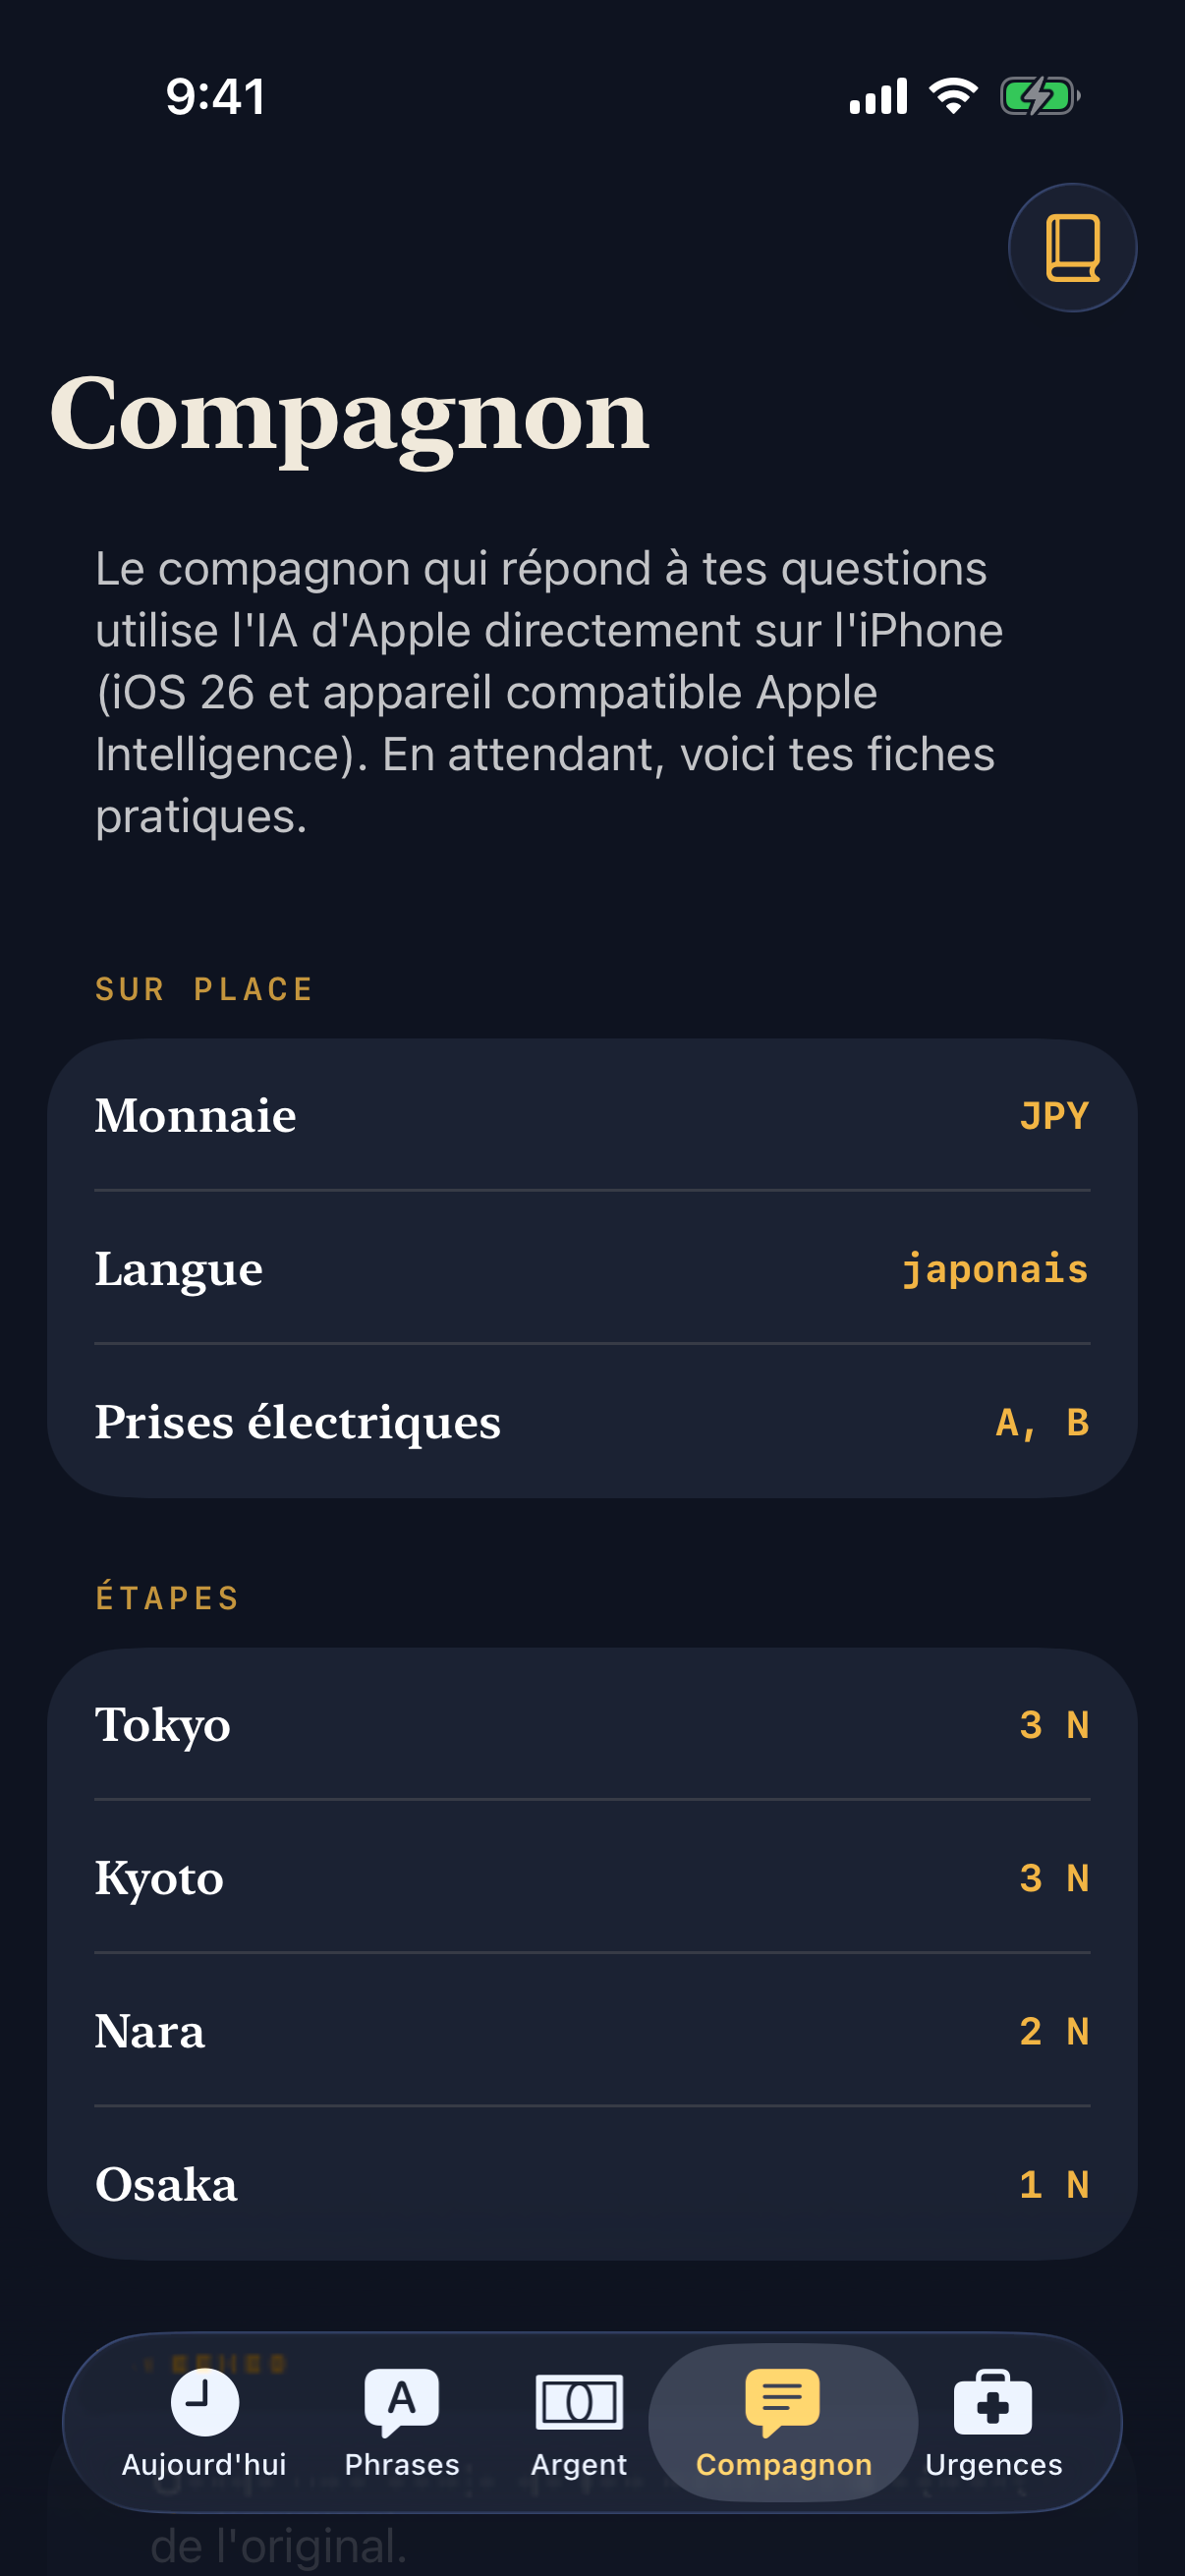 9:41
Compagnon
Le compagnon qui répond à tes questions
utilise l'IA d'Apple directement sur l'iPhone
(iOS 26 et appareil compatible Apple
Intelligence). En attendant, voici tes fiches
pratiques.
SUR PLACE
Monnaie JPY
Langue japonais
Prises électriques A, B
ÉTAPES
Tokyo 3 N
Kyoto 3 N
Nara 2 N
Osaka 1 N
Aujourd'hui Phrases Argent Compagnon Urgences
de l'original.